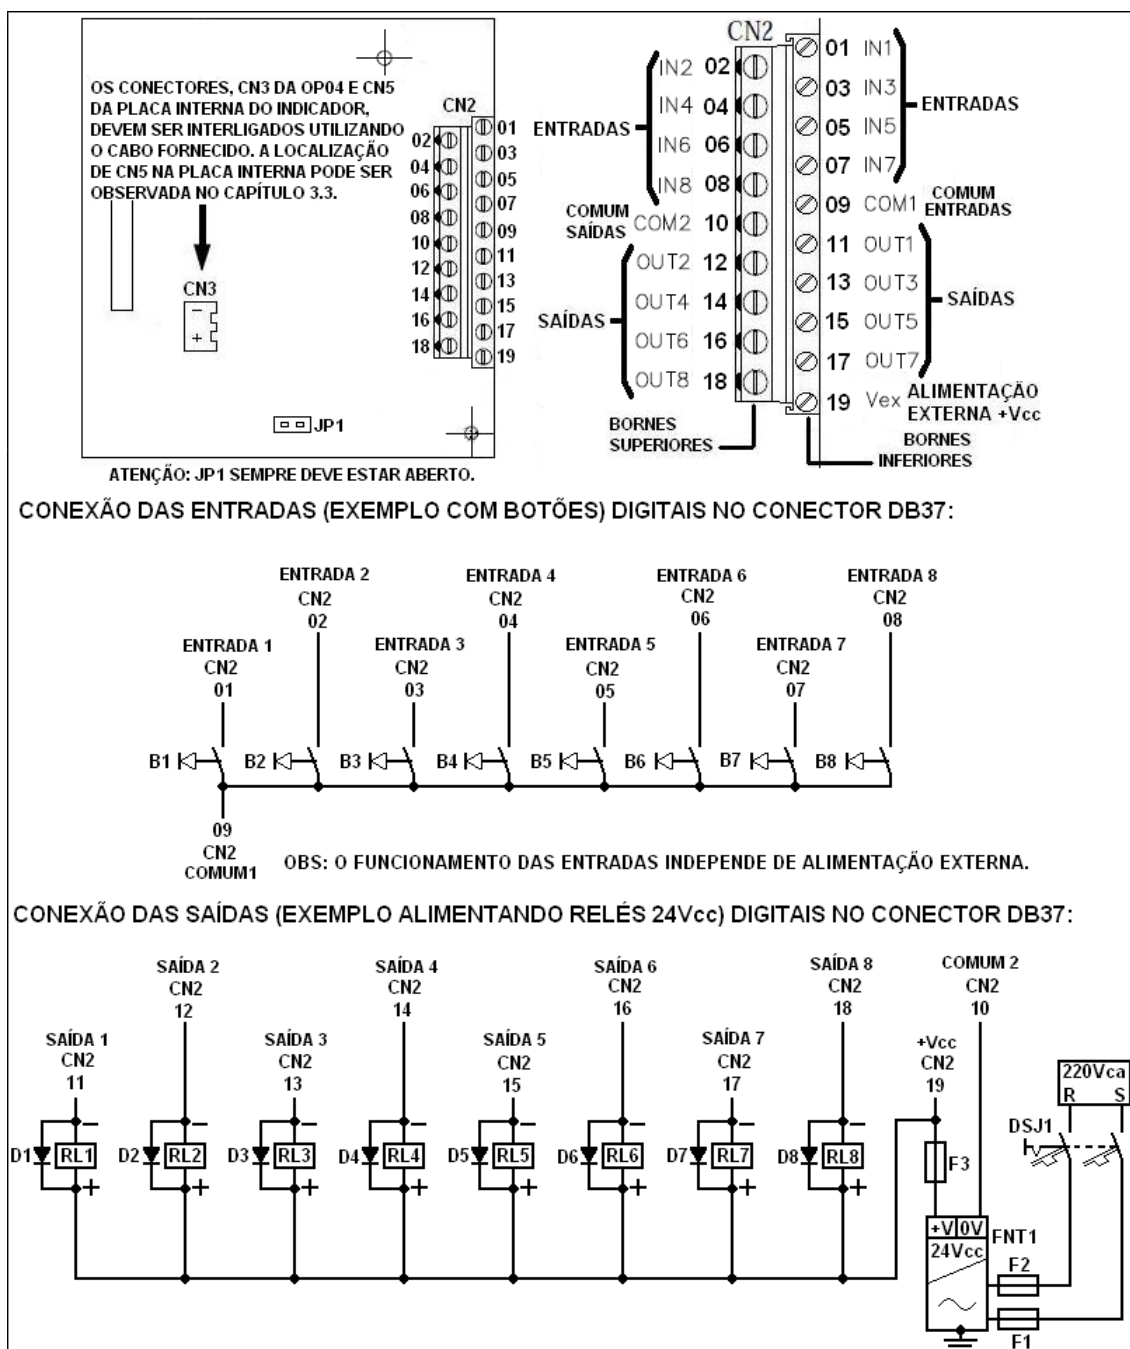 OS CONECTORES, CN3 DA OP04 E CN5
DA PLACA INTERNA DO INDICADOR,
DEVEM SER INTERLIGADOS UTILIZANDO
O CABO FORNECIDO. A LOCALIZAÇÃO
DE CN5 NA PLACA INTERNA PODE SER
OBSERVADA NO CAPÍTULO 3.3.
CN3
−
+
JP1
CN2
01
02
03
04
05
06
07
08
09
10
11
12
13
14
15
16
17
18
19
ATENÇÃO: JP1 SEMPRE DEVE ESTAR ABERTO.
CN2
01 IN1
IN2 02
03 IN3
IN4 04
ENTRADAS
ENTRADAS
05 IN5
IN6 06
07 IN7
IN8 08
09 COM1 COMUM
ENTRADAS
COMUM
SAÍDAS COM2 10
11 OUT1
OUT2 12
13 OUT3
OUT4 14
SAÍDAS
SAÍDAS
15 OUT5
OUT6 16
17 OUT7
OUT8 18
19 Vex ALIMENTAÇÃO
EXTERNA +Vcc
BORNES
SUPERIORES
BORNES
INFERIORES
CONEXÃO DAS ENTRADAS (EXEMPLO COM BOTÕES) DIGITAIS NO CONECTOR DB37:
ENTRADA 2
CN2
02
ENTRADA 4
CN2
04
ENTRADA 6
CN2
06
ENTRADA 8
CN2
08
ENTRADA 1
CN2
01
ENTRADA 3
CN2
03
ENTRADA 5
CN2
05
ENTRADA 7
CN2
07
B1 B2 B3 B4 B5 B6 B7 B8
09
CN2
COMUM1
OBS: O FUNCIONAMENTO DAS ENTRADAS INDEPENDE DE ALIMENTAÇÃO EXTERNA.
CONEXÃO DAS SAÍDAS (EXEMPLO ALIMENTANDO RELÉS 24Vcc) DIGITAIS NO CONECTOR DB37:
SAÍDA 2
CN2
12
SAÍDA 4
CN2
14
SAÍDA 6
CN2
16
SAÍDA 8
CN2
18
COMUM 2
CN2
10
SAÍDA 1
CN2
11
SAÍDA 3
CN2
13
SAÍDA 5
CN2
15
SAÍDA 7
CN2
17
+Vcc
CN2
19
220Vca
R S
DSJ1
− − − − − − − −
D1 RL1 D2 RL2 D3 RL3 D4 RL4 D5 RL5 D6 RL6 D7 RL7 D8 RL8
+ + + + + + + +
F3
+V 0V
FNT1
24Vcc
F2
F1